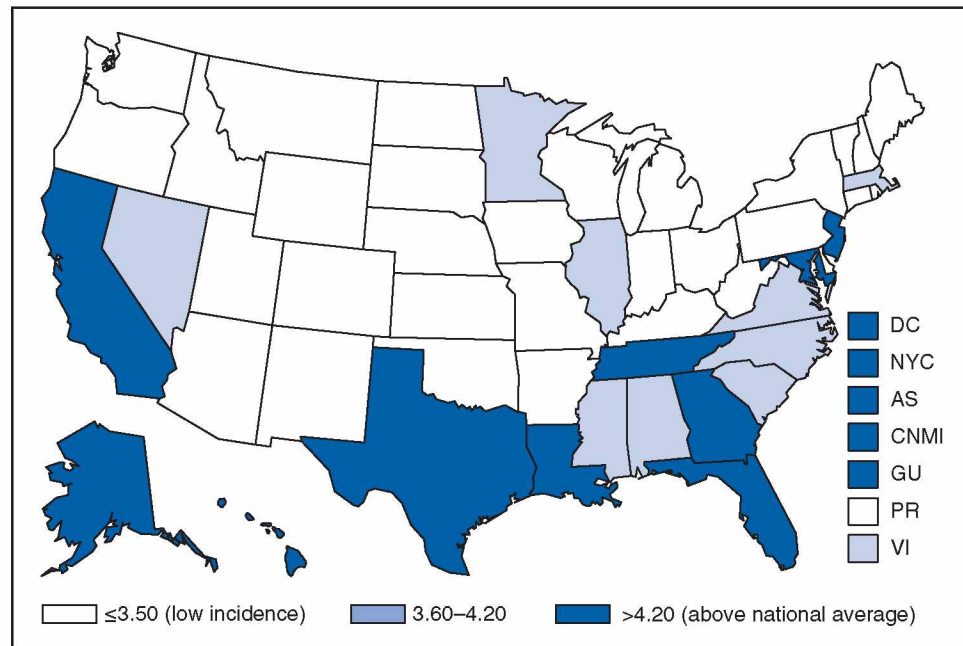 DC
NYC
AS
CNMI
GU
PR
VI
≤3.50 (low incidence) 3.60–4.20 >4.20 (above national average)